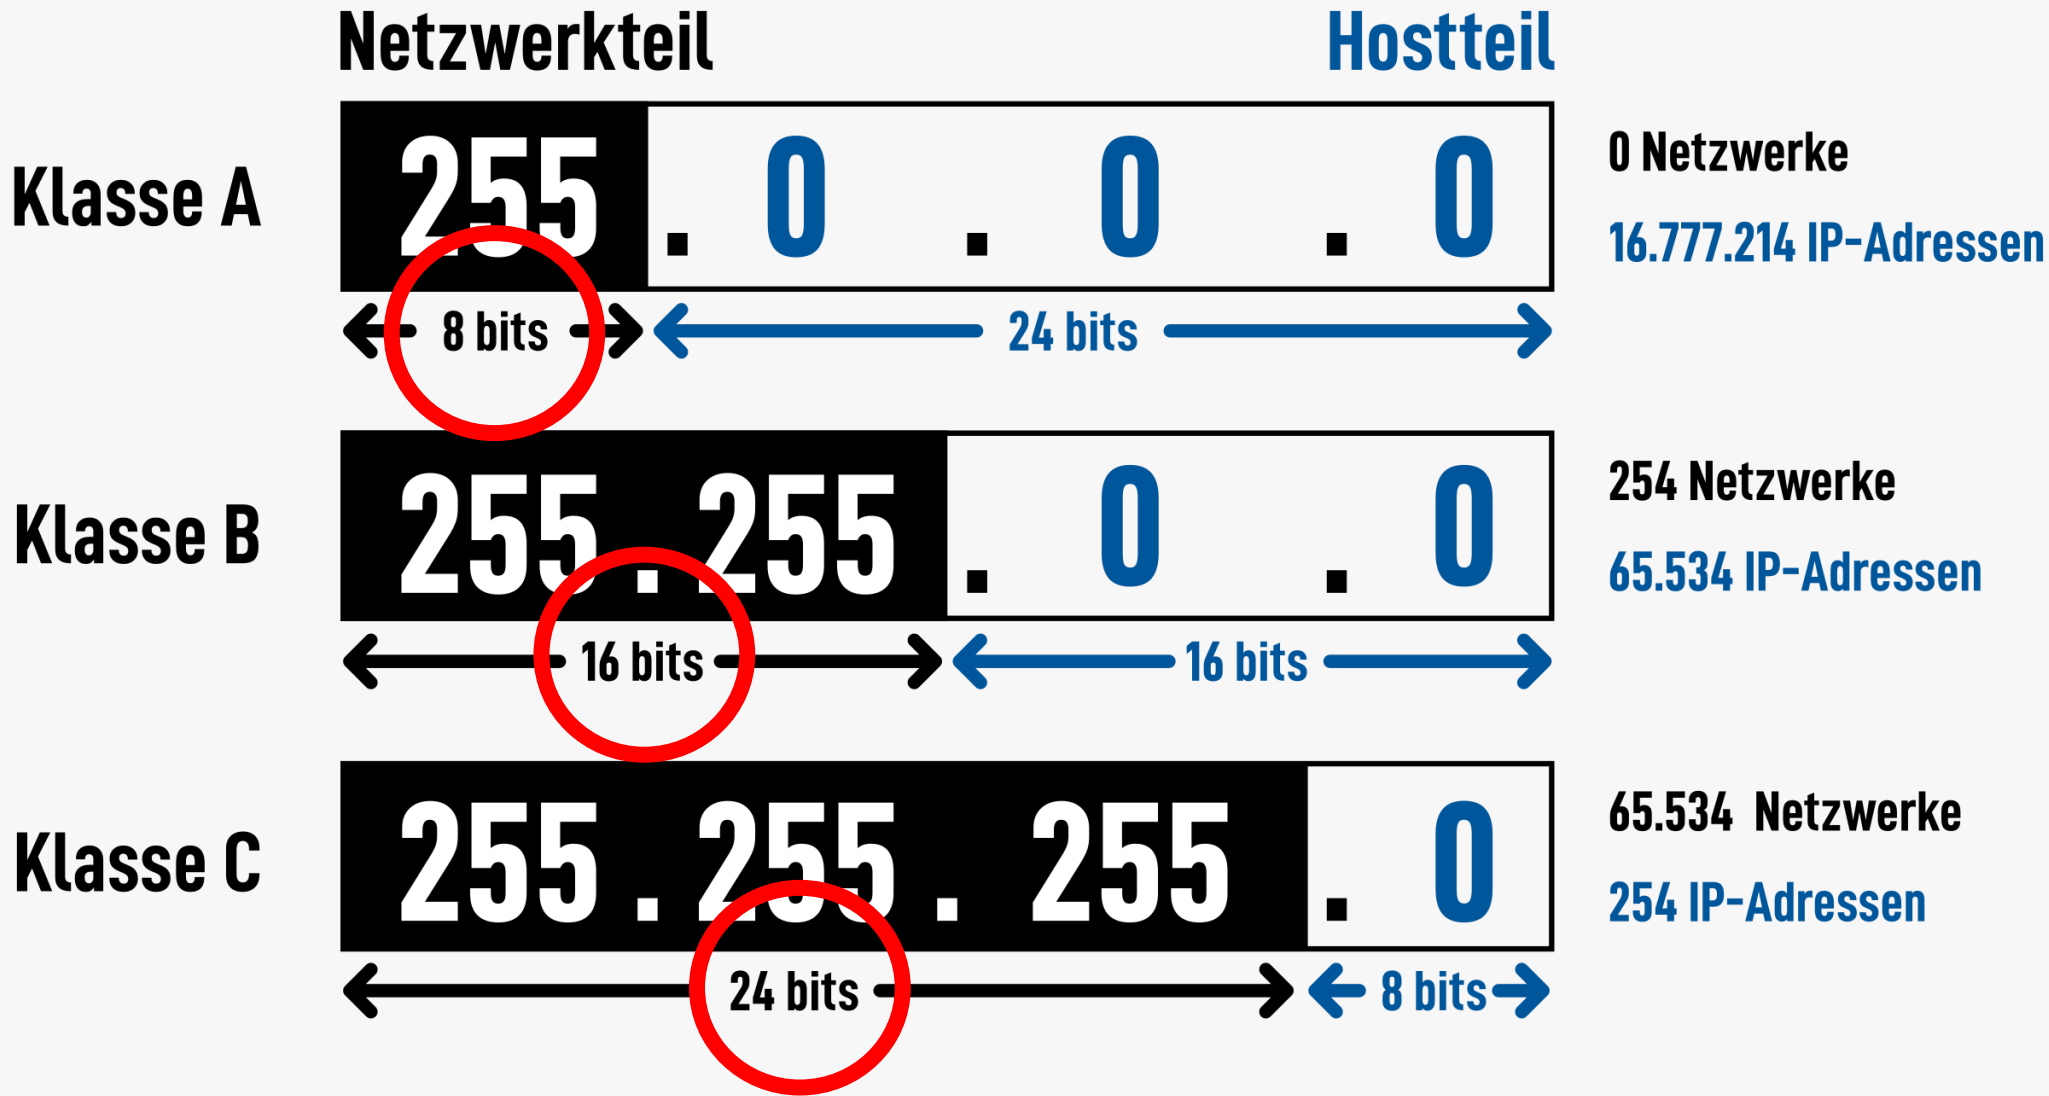 Netzwerkteil Hostteil
Klasse A 255 . 0 . 0 . 0
0 Netzwerke
16.777.214 IP-Adressen
8 bits 24 bits
Klasse B 255 . 255 . 0 . 0
254 Netzwerke
65.534 IP-Adressen
16 bits 16 bits
Klasse C 255 . 255 . 255 . 0
65.534 Netzwerke
254 IP-Adressen
24 bits 8 bits